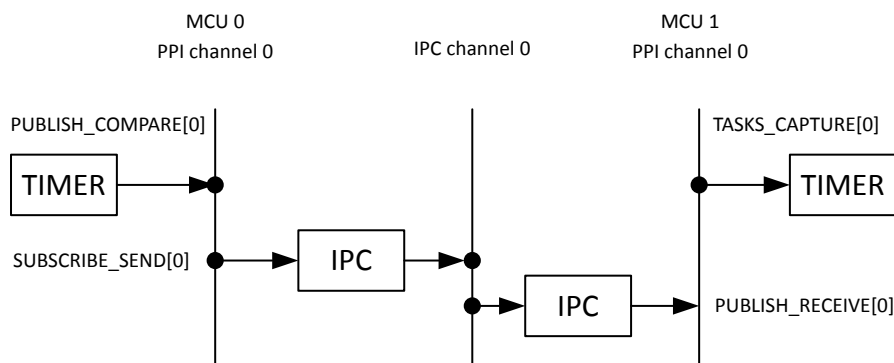 MCU 0
PPI channel 0
IPC channel 0
MCU 1
PPI channel 0
PUBLISH_COMPARE[0]
TASKS_CAPTURE[0]
TIMER
TIMER
SUBSCRIBE_SEND[0]
IPC
IPC
PUBLISH_RECEIVE[0]